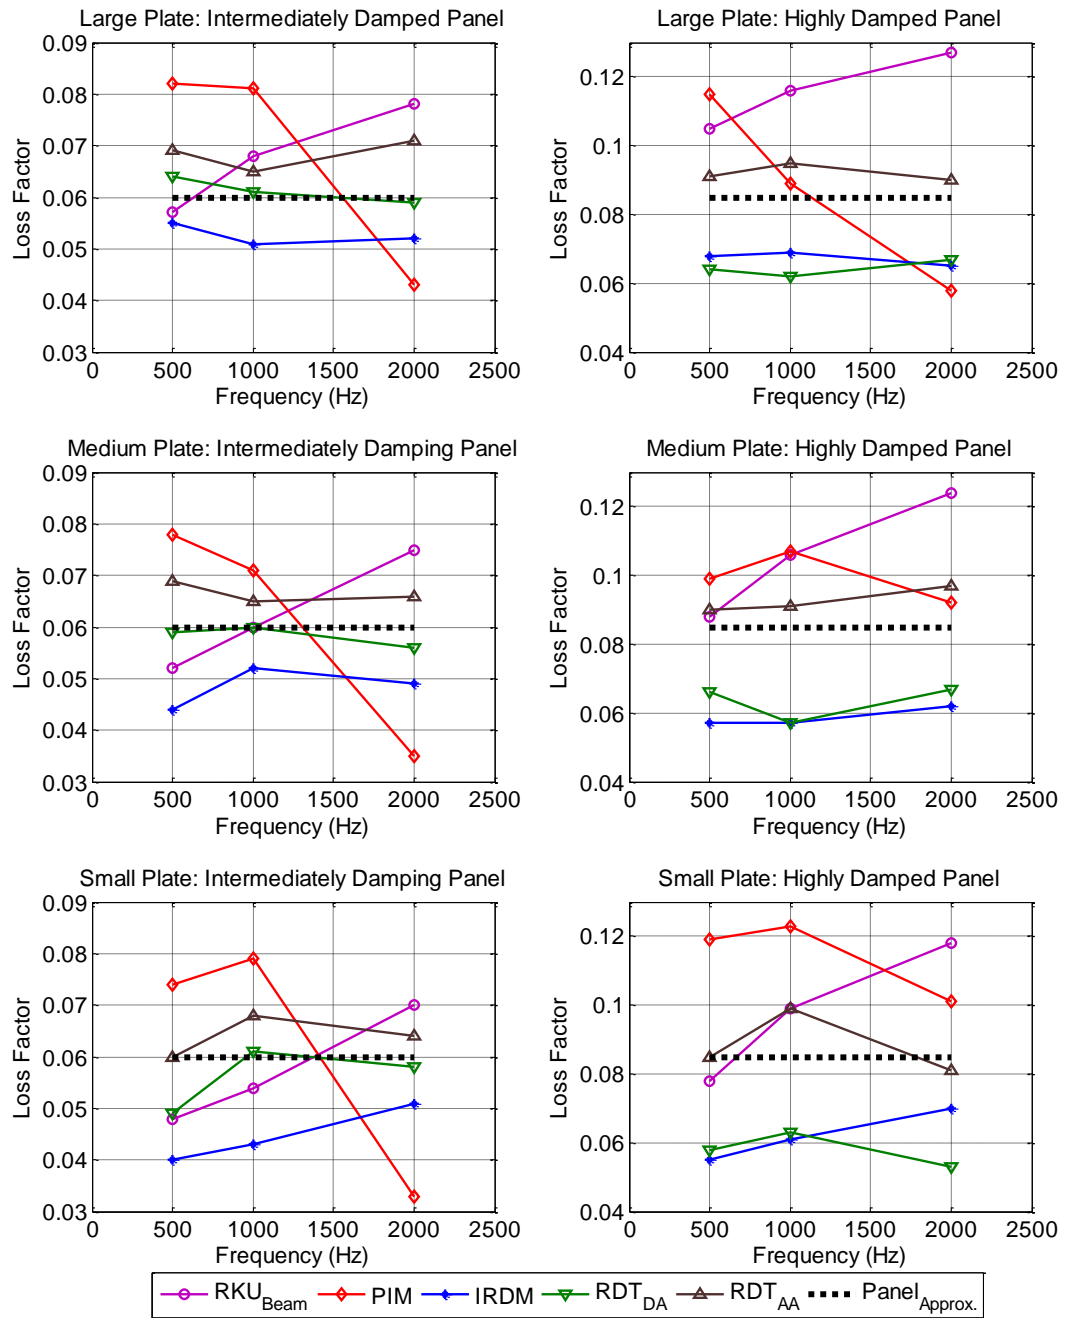 Large Plate: Intermediately Damped Panel
0.09
0.08
0.07
0.06
0.05
0.04
0.03
Loss Factor
0 500 1000 1500 2000 2500
Frequency (Hz)
Large Plate: Highly Damped Panel
0.12
0.1
0.08
0.06
0.04
Loss Factor
0 500 1000 1500 2000 2500
Frequency (Hz)
Medium Plate: Intermediately Damping Panel
0.09
0.08
0.07
0.06
0.05
0.04
0.03
Loss Factor
0 500 1000 1500 2000 2500
Frequency (Hz)
Medium Plate: Highly Damped Panel
0.12
0.1
0.08
0.06
0.04
Loss Factor
0 500 1000 1500 2000 2500
Frequency (Hz)
Small Plate: Intermediately Damping Panel
0.09
0.08
0.07
0.06
0.05
0.04
0.03
Loss Factor
0 500 1000 1500 2000 2500
Frequency (Hz)
Small Plate: Highly Damped Panel
0.12
0.1
0.08
0.06
0.04
Loss Factor
0 500 1000 1500 2000 2500
Frequency (Hz)
RKU Beam PIM IRDM RDT DA RDT AA Panel Approx.